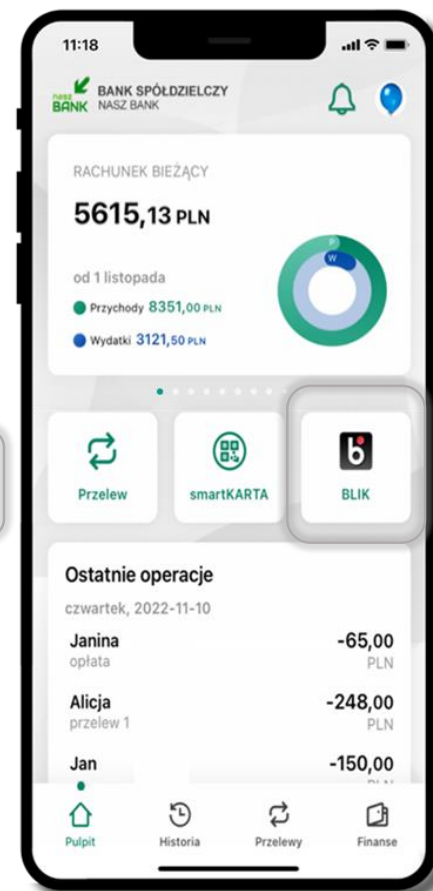 11:18
nasz
BANK
BANK SPÓŁDZIELCZY
NASZ BANK
RACHUNEK BIEŻĄCY
5615,13 PLN
od 1 listopada
Przychody 8351,00 PLN
Wydatki 3121,50 PLN
P
W
Przelew
smartKARTA
BLIK
Ostatnie operacje
czwartek, 2022-11-10
Janina -65,00
opłata PLN
Alicja -248,00
przelew 1 PLN
Jan -150,00
Pulpit
Historia
Przelewy
Finanse